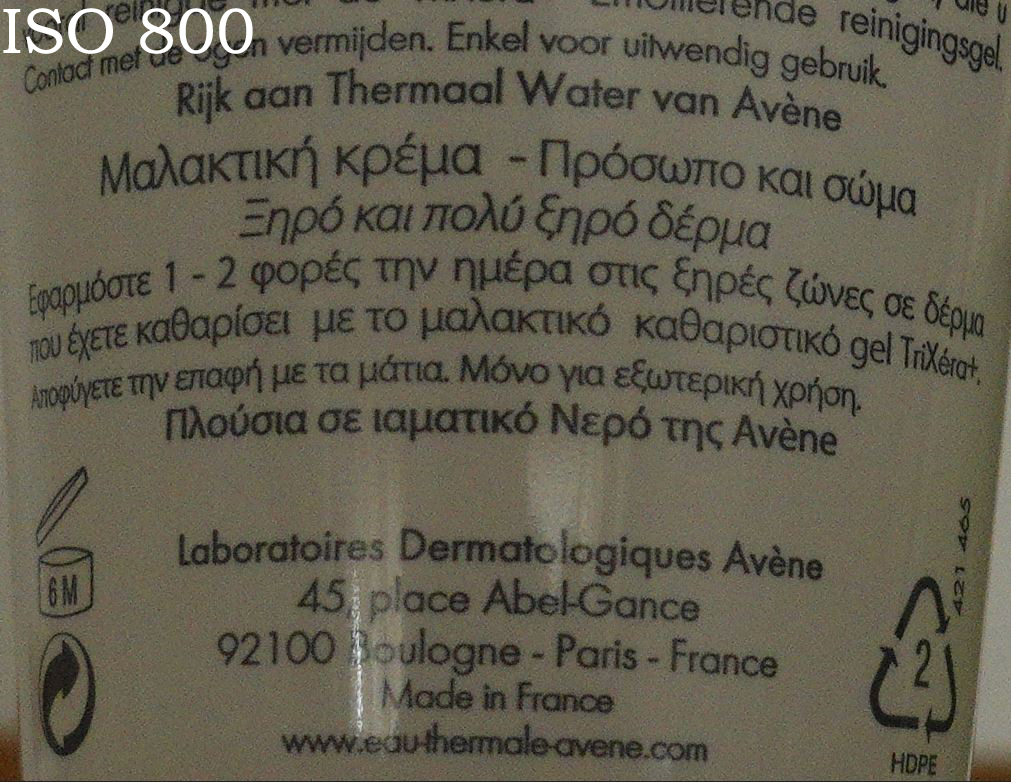 ISO 800
reinigingsgel.
Contact met de ogen vermijden. Enkel voor uitwendig gebruik.
Rijk aan Thermaal Water van Avène
Μαλακτική κρέμα - Πρόσωπο και σώμα
Ξηρό και πολύ ξηρό δέρμα
Εφαρμόστε 1 - 2 φορές την ημέρα στις ξηρές ζώνες σε δέρμα
που έχετε καθαρίσει με το μαλακτικό καθαριστικό gel TriXéra+.
Αποφύγετε την επαφή με τα μάτια. Μόνο για εξωτερική χρήση.
Πλούσια σε ιαματικό Νερό της Avène
Laboratoires Dermatologiques Avène
45, place Abel-Gance
92100 Boulogne - Paris - France
Made in France
www.eau-thermale-avene.com
6M
421 465
2
HDPE